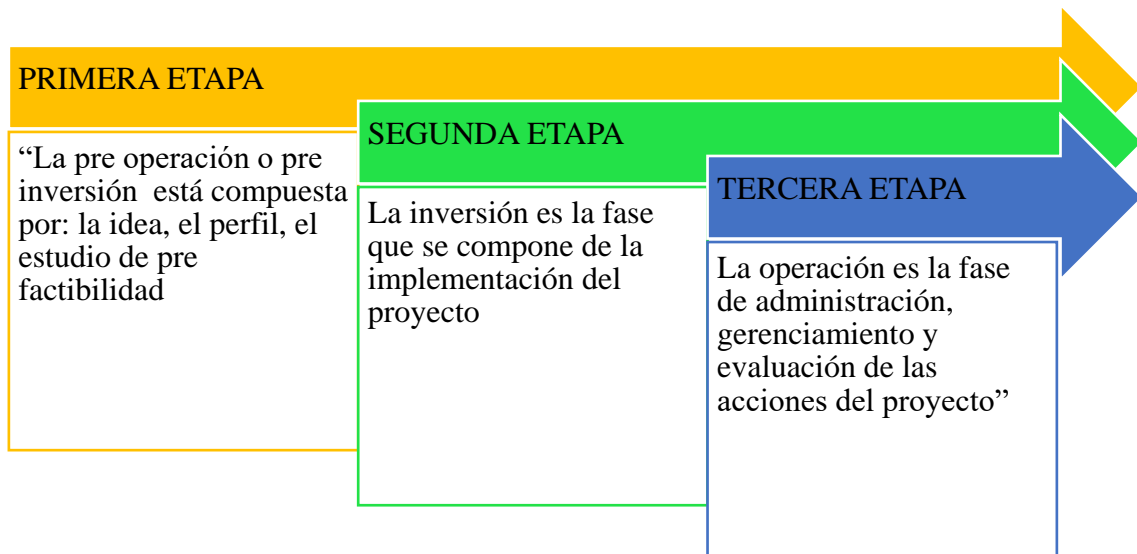 PRIMERA ETAPA
“La pre operación o pre
inversión está compuesta
por: la idea, el perfil, el
estudio de pre
factibilidad
SEGUNDA ETAPA
La inversión es la fase
que se compone de la
implementación del
proyecto
TERCERA ETAPA
La operación es la fase
de administración,
gerenciamiento y
evaluación de las
acciones del proyecto”